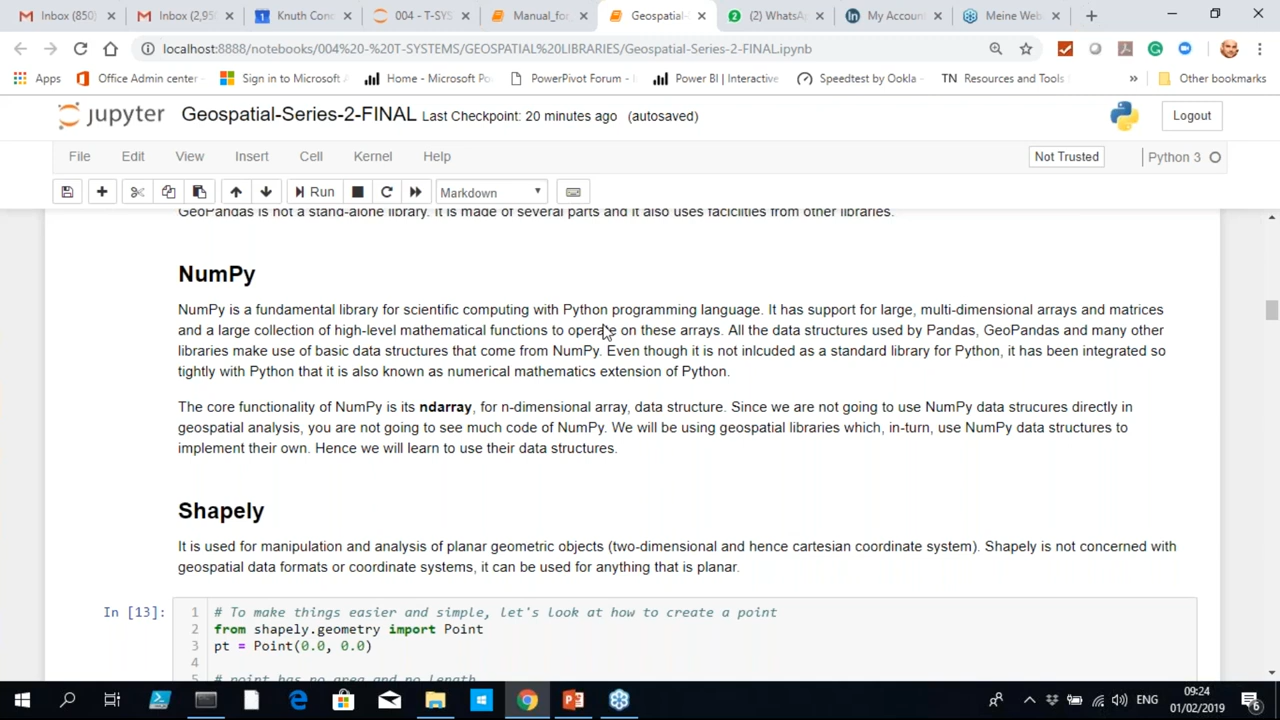 Inbox (850)
Inbox (2,95
Knuth Con
004 - T-SYS
Manual_fo
Geospatial-
(2) WhatsA
My Accoun
Meine Web
localhost:8888/notebooks/004%20-%20T-SYSTEMS/GEOSPATIAL%20LIBRARIES/Geospatial-Series-2-FINAL.ipynb
Apps
Office Admin center -
Sign in to Microsoft
Home - Microsoft Po
PowerPivot Forum -
Power BI | Interactive
Speedtest by Ookla -
TN Resources and Tools
»
Other bookmarks
jupyter Geospatial-Series-2-FINAL Last Checkpoint: 20 minutes ago (autosaved)
Logout
File Edit View Insert Cell Kernel Help
Not Trusted
Python 3
Run
Markdown
GeoPandas is not a stand-alone library. It is made of several parts and it also uses faciclities from other libraries.
NumPy
NumPy is a fundamental library for scientific computing with Python programming language. It has support for large, multi-dimensional arrays and matrices
and a large collection of high-level mathematical functions to operate on these arrays. All the data structures used by Pandas, GeoPandas and many other
libraries make use of basic data structures that come from NumPy. Even though it is not inlcuded as a standard library for Python, it has been integrated so
tightly with Python that it is also known as numerical mathematics extension of Python.
The core functionality of NumPy is its ndarray, for n-dimensional array, data structure. Since we are not going to use NumPy data strucures directly in
geospatial analysis, you are not going to see much code of NumPy. We will be using geospatial libraries which, in-turn, use NumPy data structures to
implement their own. Hence we will learn to use their data structures.
Shapely
It is used for manipulation and analysis of planar geometric objects (two-dimensional and hence cartesian coordinate system). Shapely is not concerned with
geospatial data formats or coordinate systems, it can be used for anything that is planar.
In [13]:
1 # To make things easier and simple, let's look at how to create a point
2 from shapely.geometry import Point
3 pt = Point(0.0, 0.0)
4
5 # point has no area and no length
ENG
09:24
01/02/2019
6